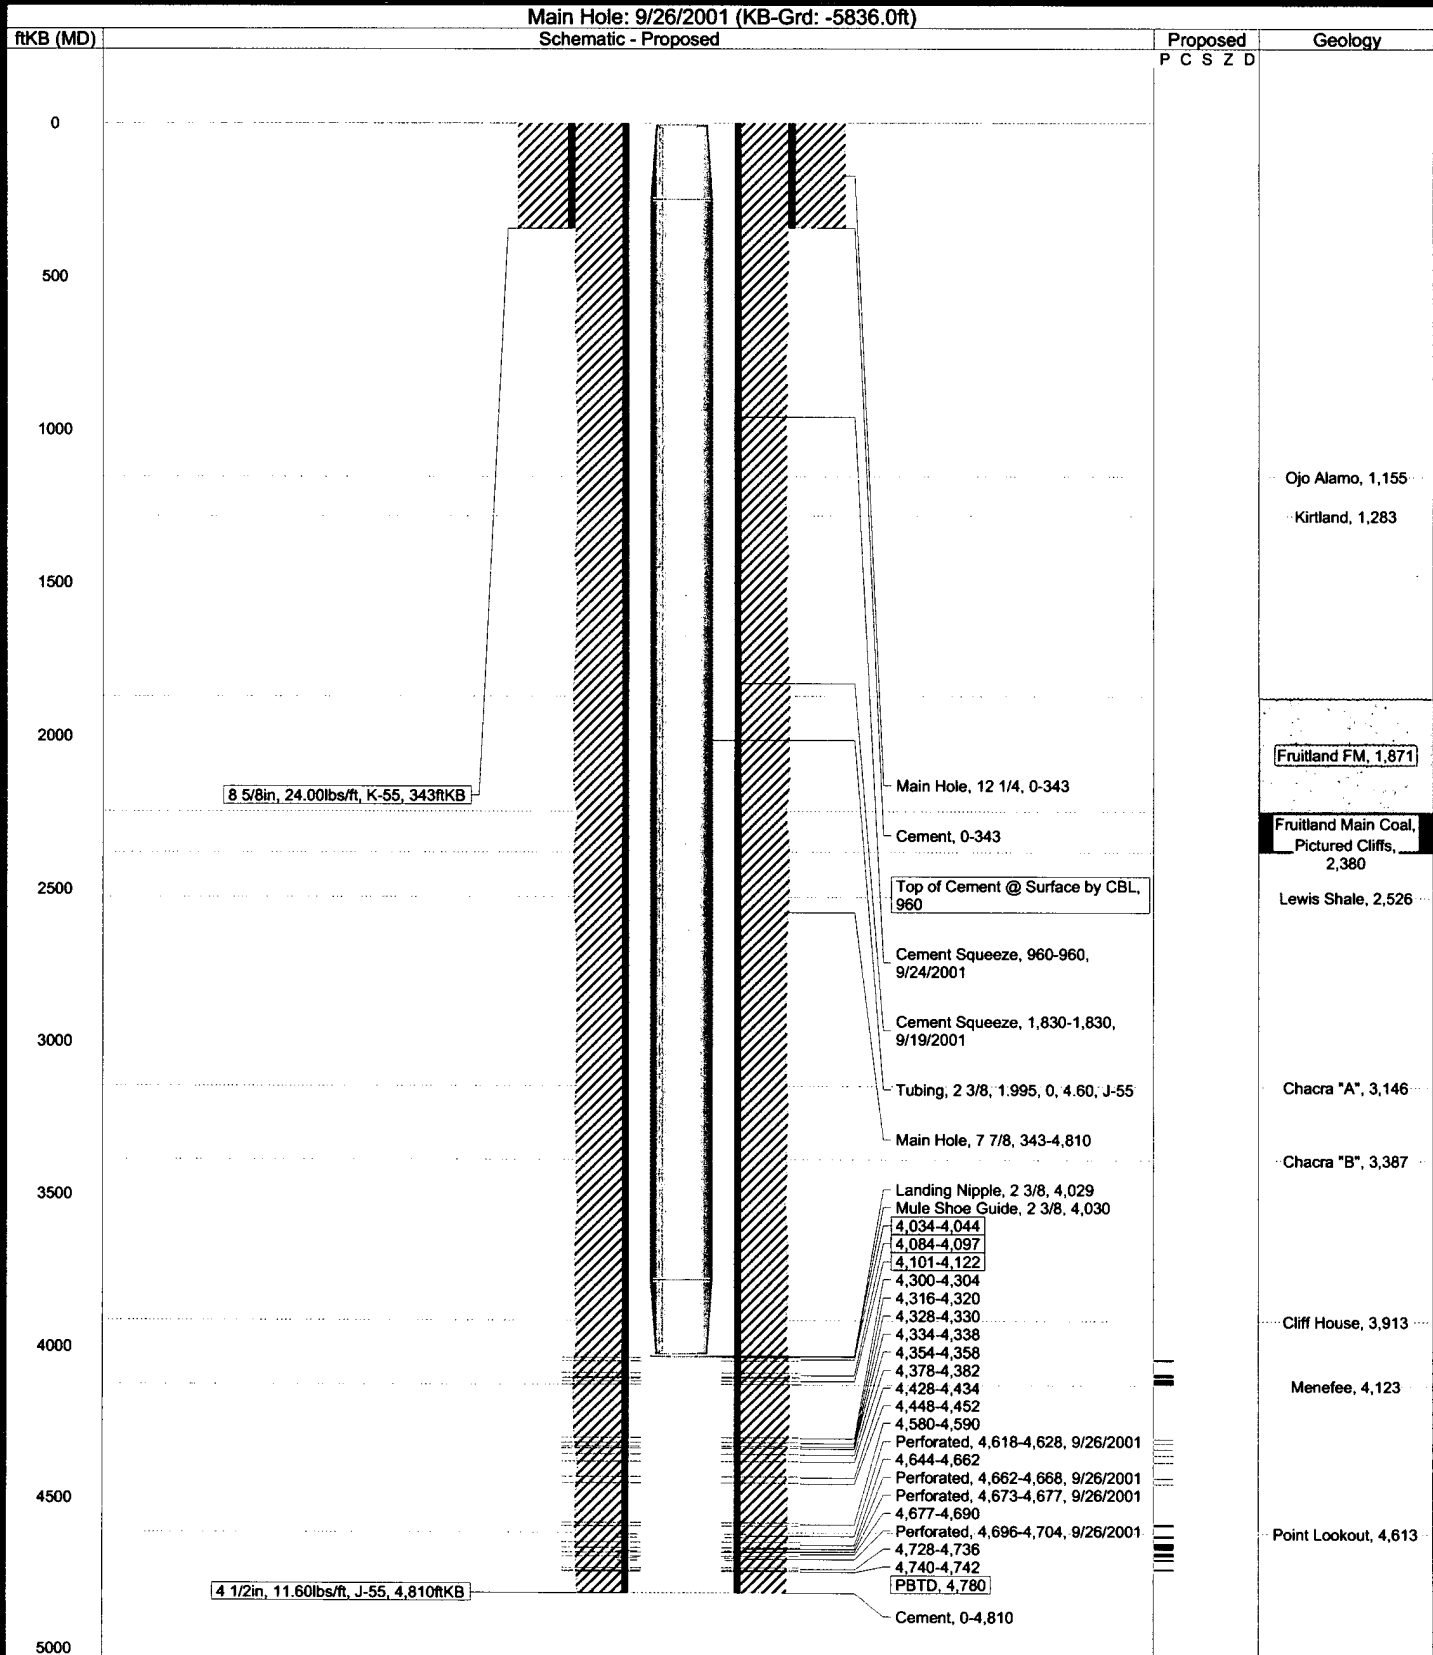 Main Hole: 9/26/2001 (KB-Grd: -5836.0ft)
ftKB (MD)
Schematic - Proposed
Proposed
Geology
P C S Z D
0
500
1000
1500
2000
2500
3000
3500
4000
4500
5000
8 5/8in, 24.00lbs/ft, K-55, 343ftKB
4 1/2in, 11.60lbs/ft, J-55, 4,810ftKB
Main Hole, 12 1/4, 0-343
Cement, 0-343
Top of Cement @ Surface by CBL,
960
Cement Squeeze, 960-960,
9/24/2001
Cement Squeeze, 1,830-1,830,
9/19/2001
Tubing, 2 3/8, 1.995, 0, 4.60, J-55
Main Hole, 7 7/8, 343-4,810
Landing Nipple, 2 3/8, 4,029
Mule Shoe Guide, 2 3/8, 4,030
4,034-4,044
4,084-4,097
4,101-4,122
4,300-4,304
4,316-4,320
4,328-4,330
4,334-4,338
4,354-4,358
4,378-4,382
4,428-4,434
4,448-4,452
4,580-4,590
Perforated, 4,618-4,628, 9/26/2001
4,644-4,662
Perforated, 4,662-4,668, 9/26/2001
Perforated, 4,673-4,677, 9/26/2001
4,677-4,690
Perforated, 4,696-4,704, 9/26/2001
4,728-4,736
4,740-4,742
PBTD, 4,780
Cement, 0-4,810
Ojo Alamo, 1,155
Kirtland, 1,283
Fruitland FM, 1,871
Fruitland Main Coal,
Pictured Cliffs,
2,380
Lewis Shale, 2,526
Chacra "A", 3,146
Chacra "B", 3,387
Cliff House, 3,913
Menefee, 4,123
Point Lookout, 4,613